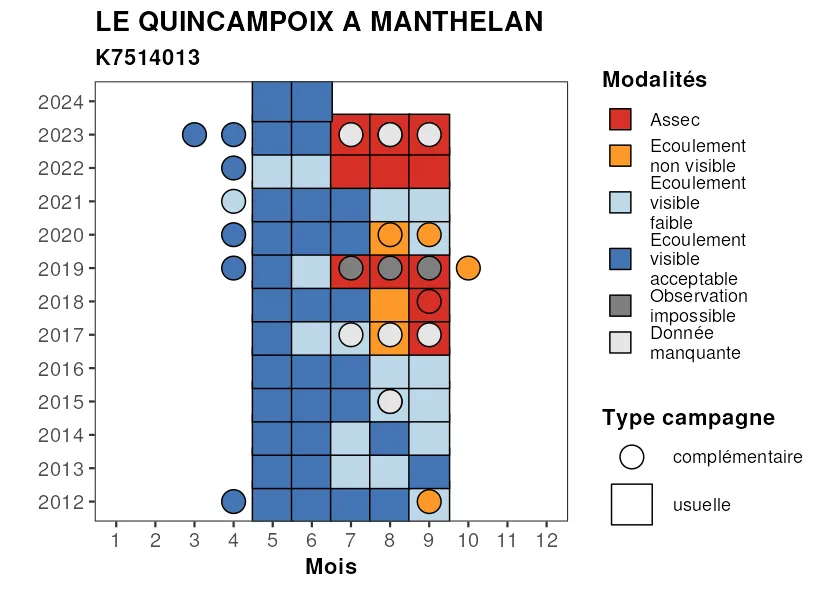 LE QUINCAMPOIX A MANTHELAN
K7514013
2024
2023
2022
2021
2020
2019
2018
2017
2016
2015
2014
2013
2012
1 2 3 4 5 6 7 8 9 10 11 12
Mois
Modalités
Assec
Ecoulement
non visible
Ecoulement
visible
faible
Ecoulement
visible
acceptable
Observation
impossible
Donnée
manquante
Type campagne
complémentaire
usuelle